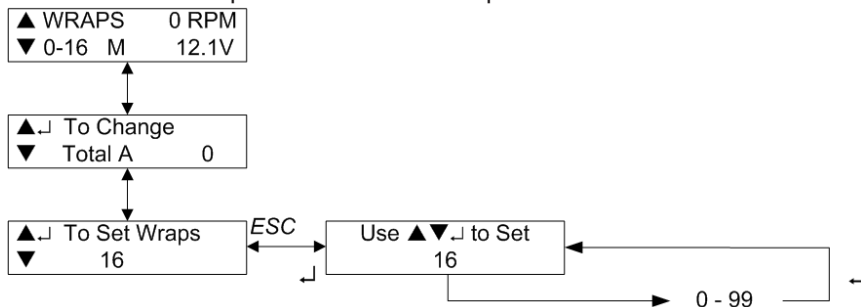 ▲ WRAPS 0 RPM
▼ 0-16 M 12.1V
▲↵ To Change
▼ Total A 0
▲↵ To Set Wraps
▼ 16
ESC
↵
Use ▲▼↵ to Set
16
↵
0 - 99